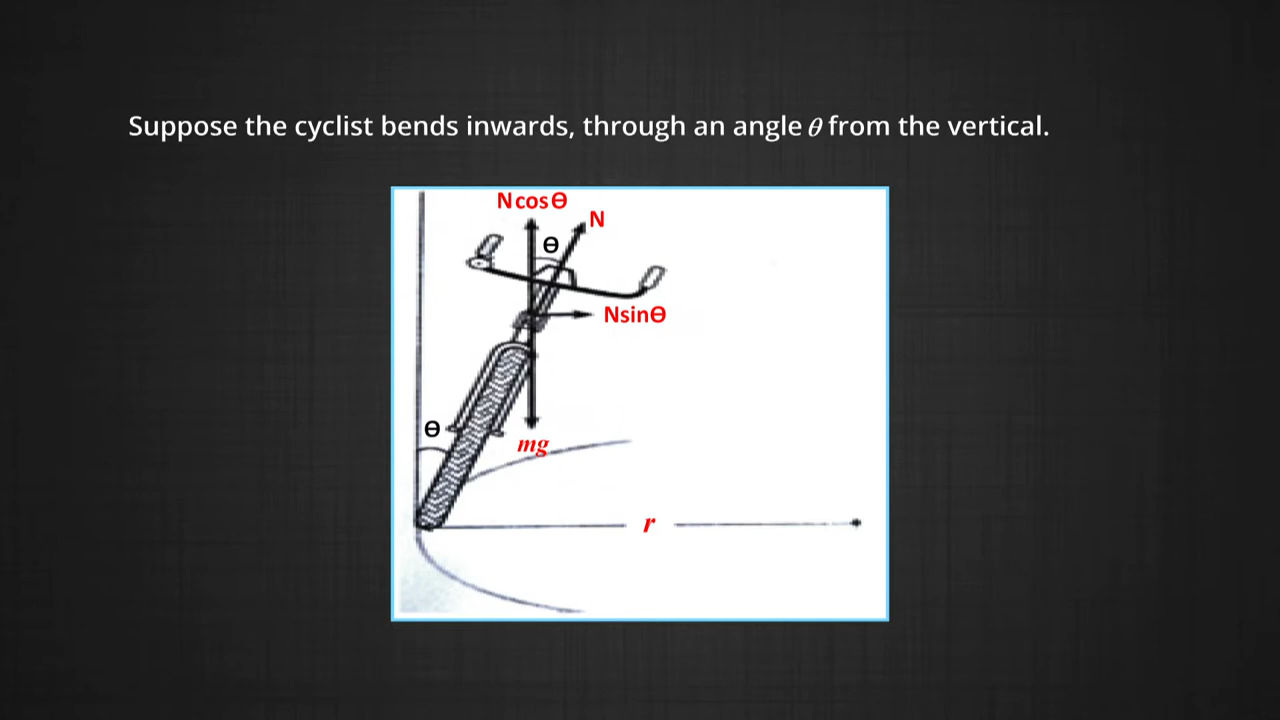 Suppose the cyclist bends inwards, through an angle θ from the vertical.
Ncosθ
N
θ
Nsinθ
θ
mg
r